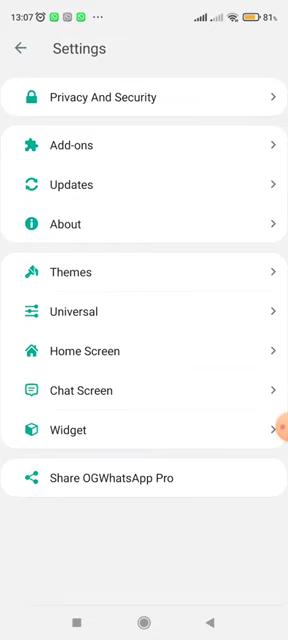 13:07
81%
Settings
Privacy And Security
Add-ons
Updates
About
Themes
Universal
Home Screen
Chat Screen
Widget
Share OGWhatsApp Pro